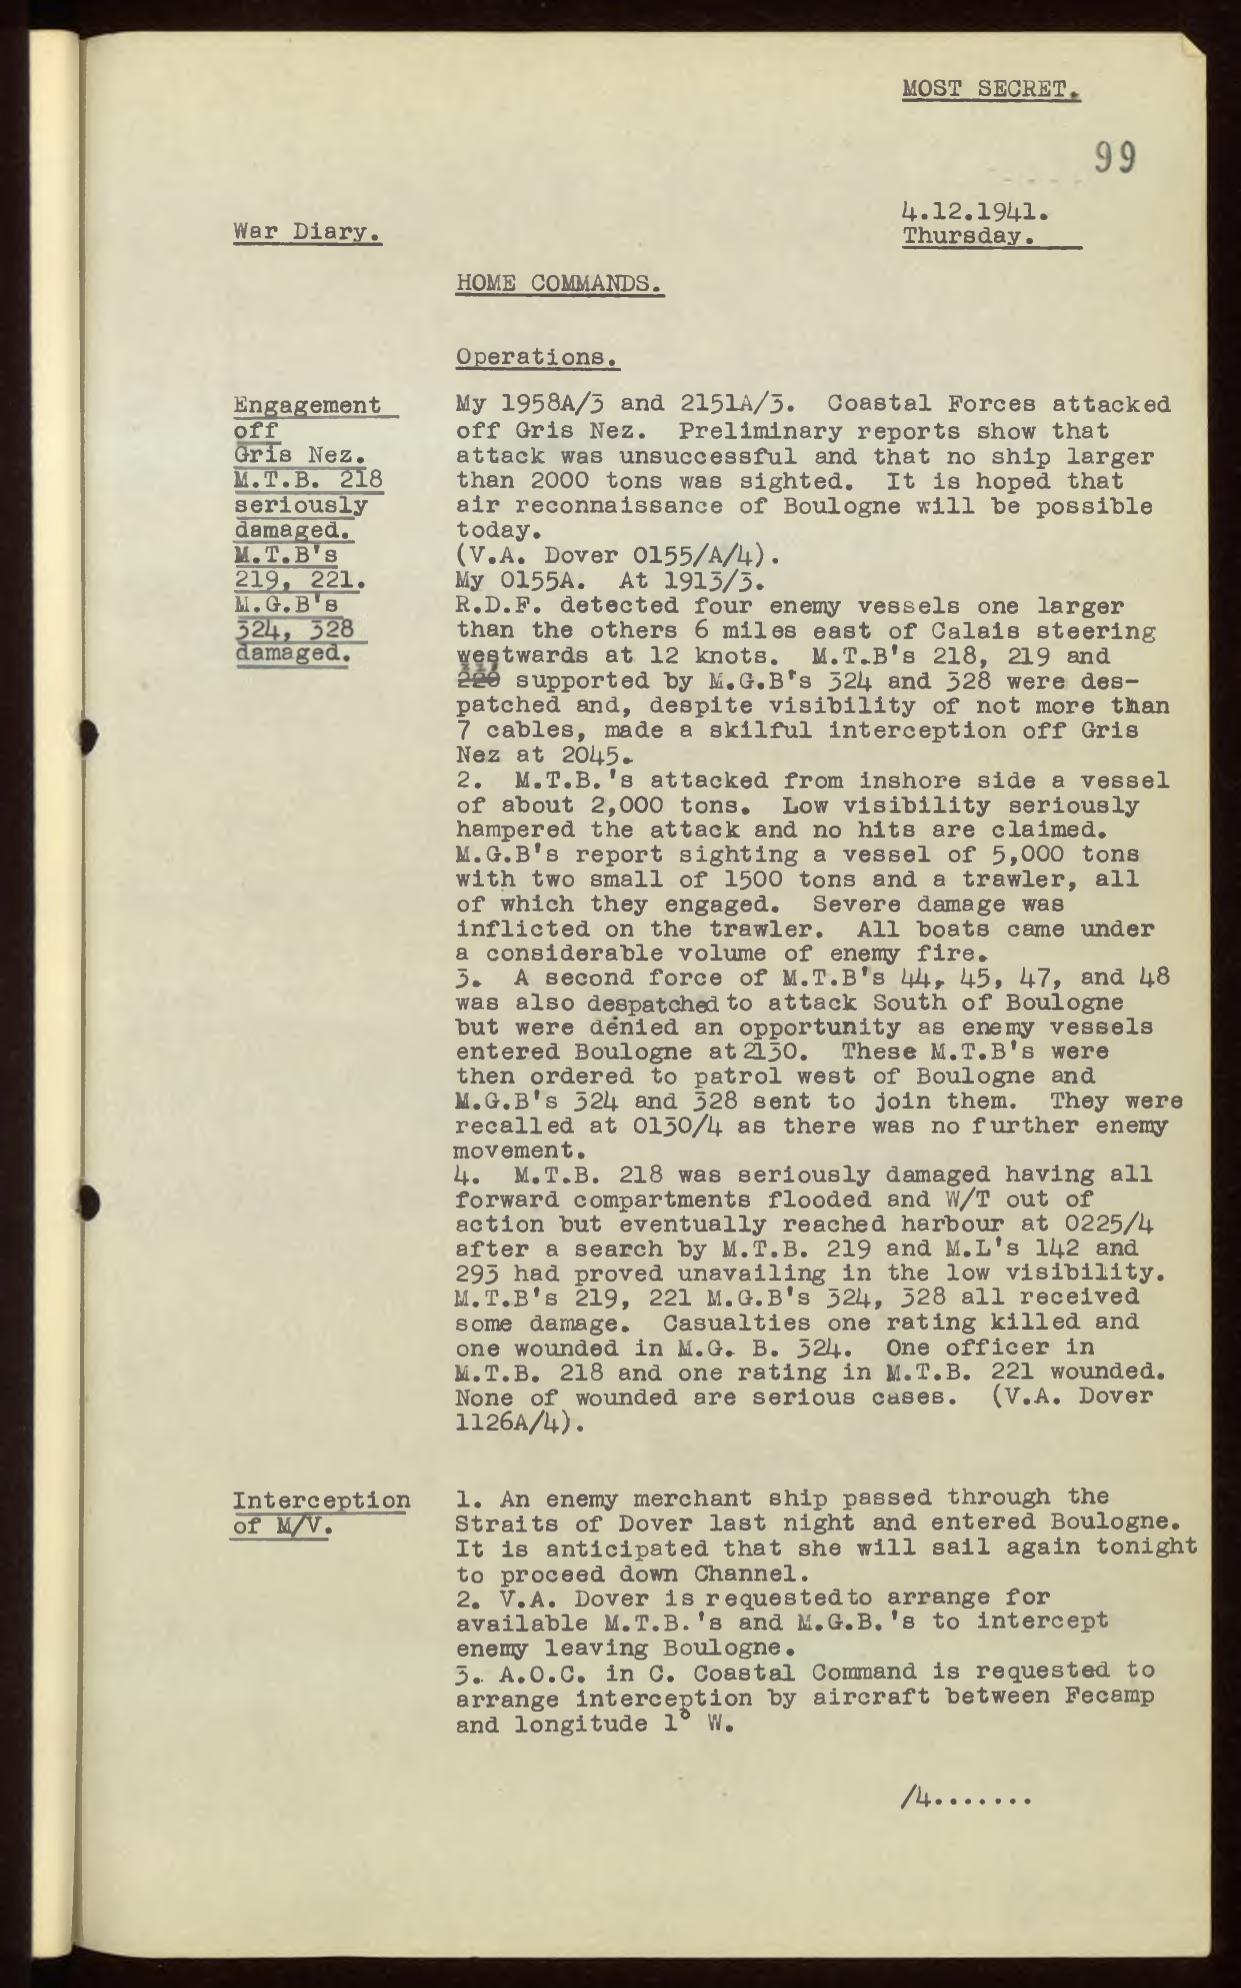 MOST SECRET.
99
4.12.1941.
War Diary.
Thursday.
HOME COMMANDS.
Operations.
Engagement
off
Gris Nez.
M.T.B. 218
seriously
damaged.
M.T.B's
219, 221.
M.G.B's
324, 328
damaged.
My 1958A/3 and 2151A/3. Coastal Forces attacked
off Gris Nez. Preliminary reports show that
attack was unsuccessful and that no ship larger
than 2000 tons was sighted. It is hoped that
air reconnaissance of Boulogne will be possible
today.
(V.A. Dover 0155/A/4).
My 0155A. At 1913/3.
R.D.F. detected four enemy vessels one larger
than the others 6 miles east of Calais steering
westwards at 12 knots. M.T.B's 218, 219 and
supported by M.G.B's 324 and 328 were des-
patched and, despite visibility of not more than
7 cables, made a skilful interception off Gris
Nez at 2045.
2. M.T.B.'s attacked from inshore side a vessel
of about 2,000 tons. Low visibility seriously
hampered the attack and no hits are claimed.
M.G.B's report sighting a vessel of 5,000 tons
with two small of 1500 tons and a trawler, all
of which they engaged. Severe damage was
inflicted on the trawler. All boats came under
a considerable volume of enemy fire.
3. A second force of M.T.B's 44, 45, 47, and 48
was also despatched to attack South of Boulogne
but were denied an opportunity as enemy vessels
entered Boulogne at 2130. These M.T.B's were
then ordered to patrol west of Boulogne and
M.G.B's 324 and 328 sent to join them. They were
recalled at 0130/4 as there was no further enemy
movement.
4. M.T.B. 218 was seriously damaged having all
forward compartments flooded and W/T out of
action but eventually reached harbour at 0225/4
after a search by M.T.B. 219 and M.L's 142 and
293 had proved unavailing in the low visibility.
M.T.B's 219, 221 M.G.B's 324, 328 all received
some damage. Casualties one rating killed and
one wounded in M.G. B. 324. One officer in
M.T.B. 218 and one rating in M.T.B. 221 wounded.
None of wounded are serious cases. (V.A. Dover
1126A/4).
Interception
of M/V.
1. An enemy merchant ship passed through the
Straits of Dover last night and entered Boulogne.
It is anticipated that she will sail again tonight
to proceed down Channel.
2. V.A. Dover is requested to arrange for
available M.T.B.'s and M.G.B.'s to intercept
enemy leaving Boulogne.
3. A.O.C. in C. Coastal Command is requested to
arrange interception by aircraft between Fecamp
and longitude 1° W.
/4.......